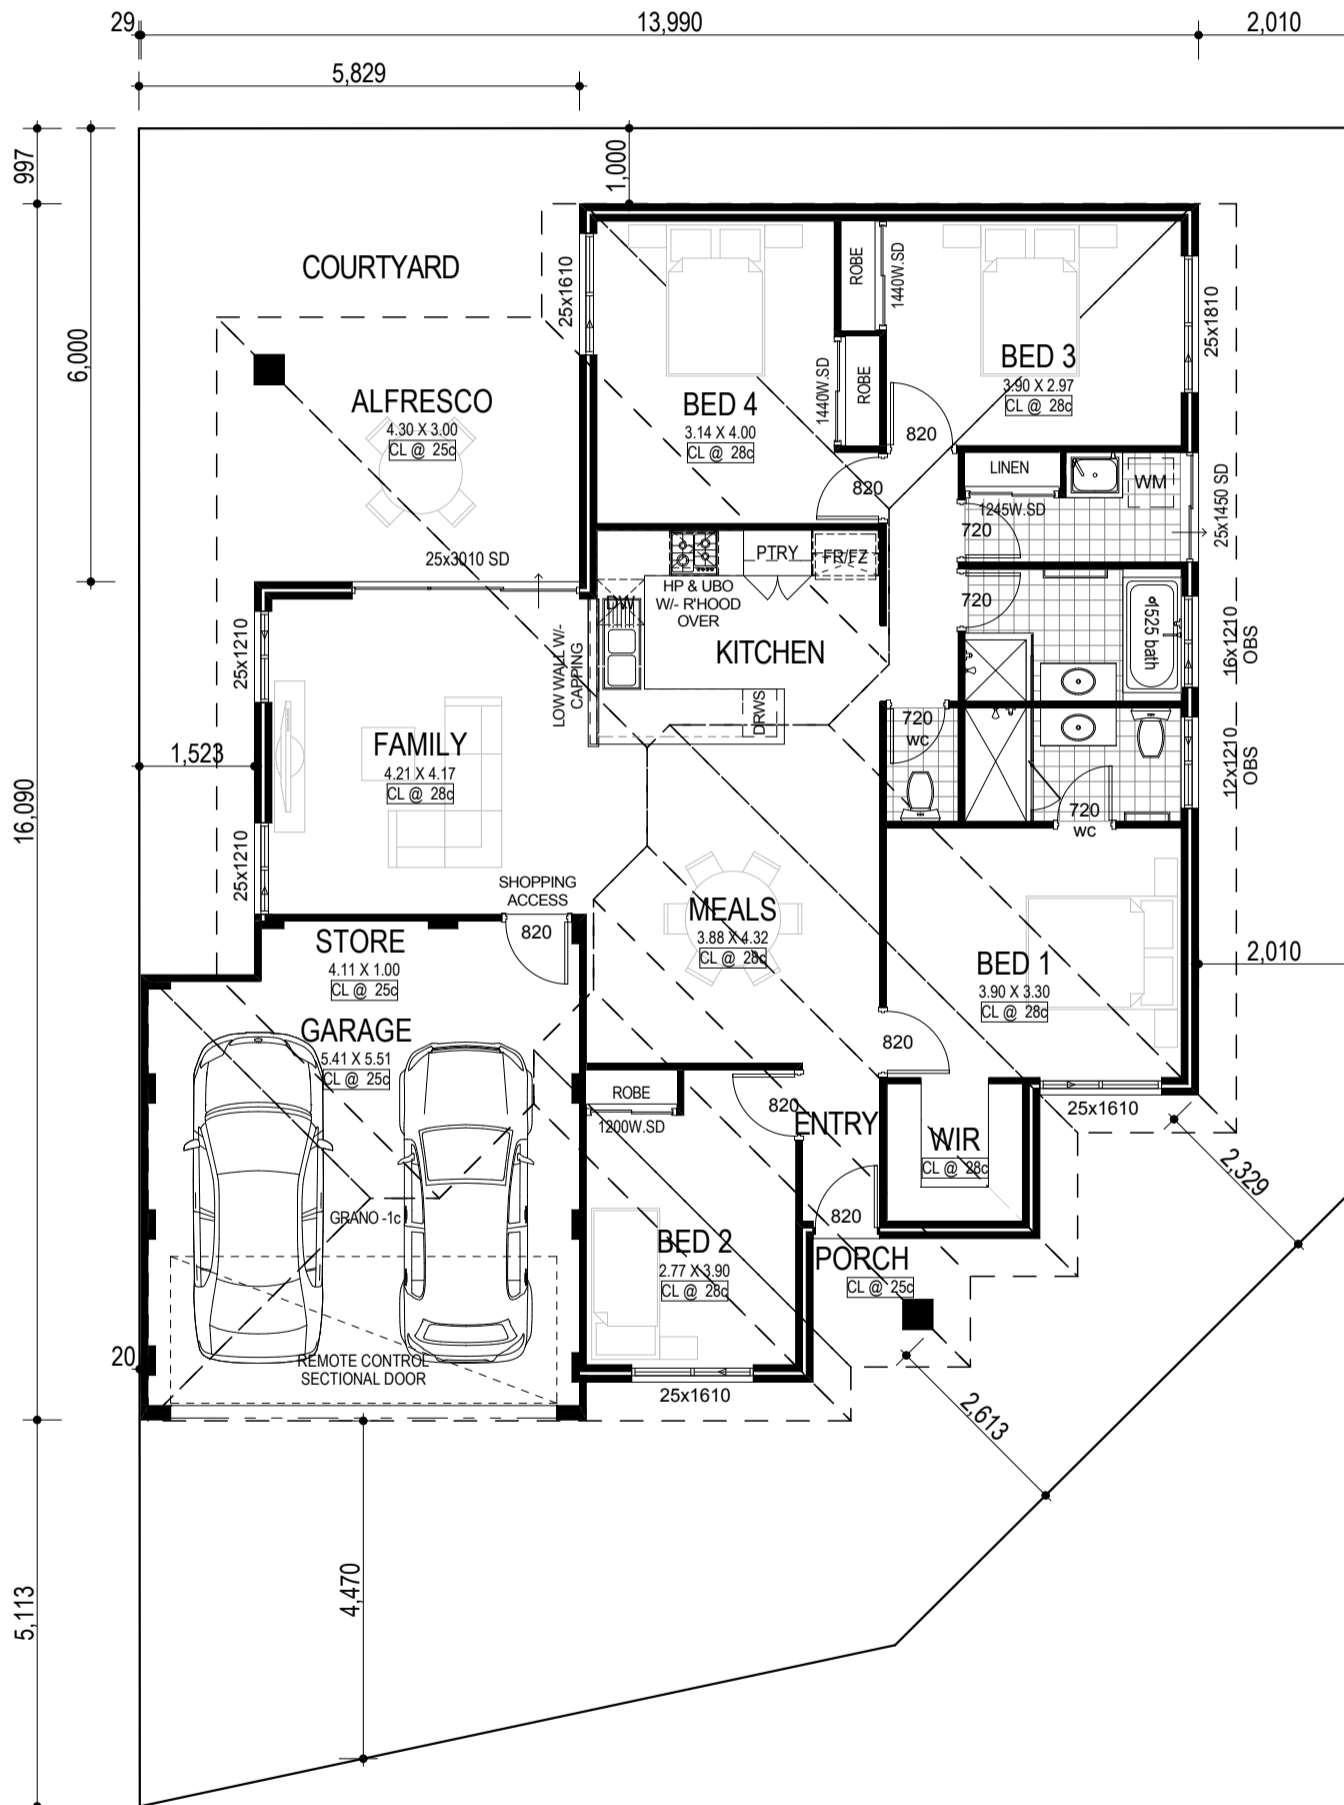 29
13,990
2,010
5,829
997
1,000
6,000
COURTYARD
25x1610
ROBE
1440W.SD
25x1810
BED 3
3.90 X 2.97
CL @ 28c
ALFRESCO
4.30 X 3.00
CL @ 25c
BED 4
3.14 X 4.00
CL @ 28c
1440W.SD
ROBE
820
820
LINEN
1245W.SD
WM
720
25x1450 SD
25x3010 SD
PTRY
FR/FZ
HP & UBO
W/- R'HOOD
OVER
DW
KITCHEN
720
1525 bath
16x1210
OBS
25x1210
LOW WALL W/-
CAPPING
DRWS
720
wc
FAMILY
4.21 X 4.17
CL @ 28c
1,523
12x1210
OBS
720
wc
16,090
25x1210
SHOPPING
ACCESS
820
MEALS
3.88 X 4.32
CL @ 28c
STORE
4.11 X 1.00
CL @ 25c
BED 1
3.90 X 3.30
CL @ 28c
2,010
GARAGE
5.41 X 5.51
CL @ 25c
820
ROBE
1200W.SD
820
ENTRY
25x1610
WIR
CL @ 28c
2,329
GRANO -1c
820
BED 2
2.77 X 3.90
CL @ 28c
PORCH
CL @ 25c
20
REMOTE CONTROL
SECTIONAL DOOR
25x1610
2,613
5,113
4,470